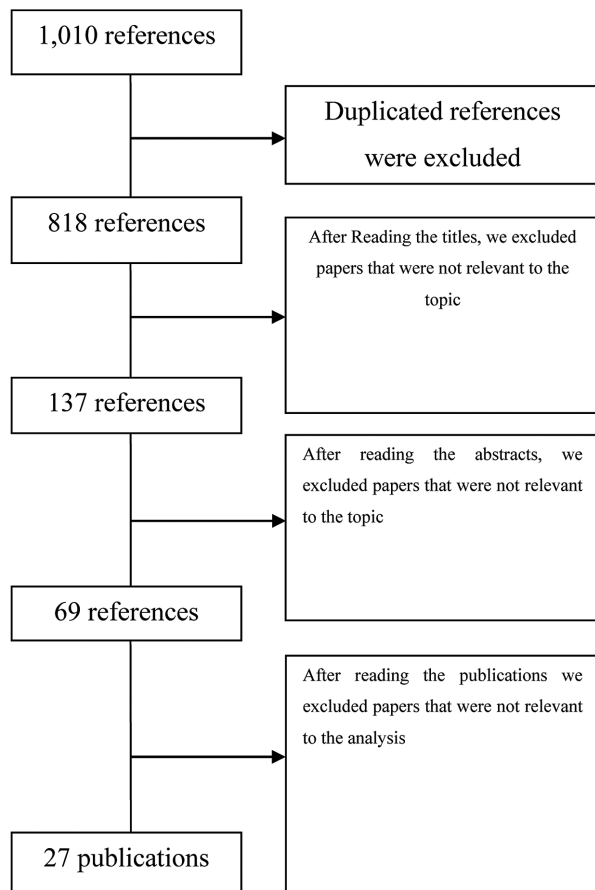 1,010 references
Duplicated references
were excluded
818 references
After Reading the titles, we excluded
papers that were not relevant to the
topic
137 references
After reading the abstracts, we
excluded papers that were not relevant
to the topic
69 references
After reading the publications we
excluded papers that were not relevant
to the analysis
27 publications